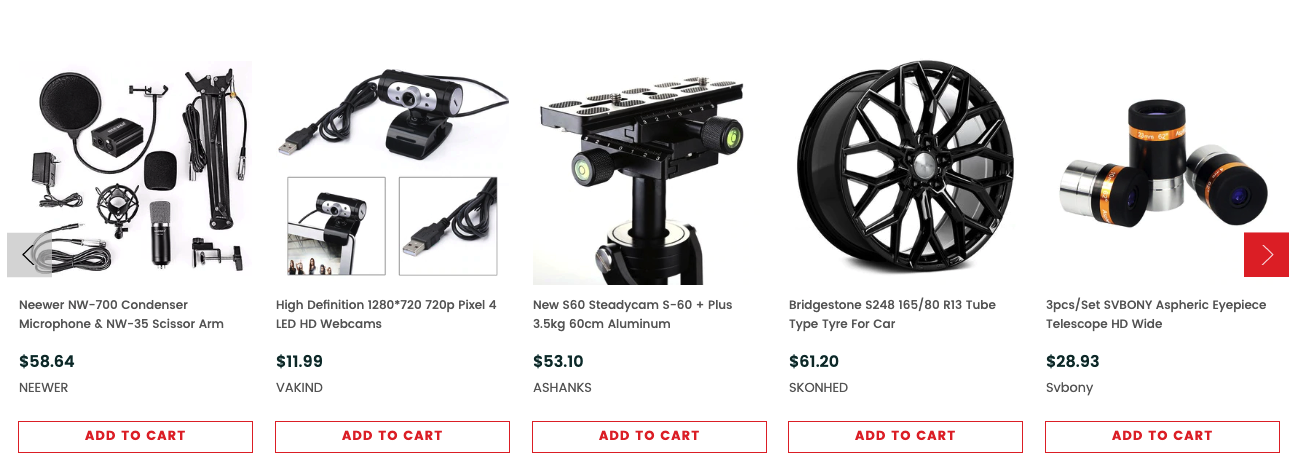 Neewer NW-700 Condenser
Microphone & NW-35 Scissor Arm
$58.64
NEEWER
ADD TO CART
High Definition 1280*720 720p Pixel 4
LED HD Webcams
$11.99
VAKIND
ADD TO CART
New S60 Steadycam S-60 + Plus
3.5kg 60cm Aluminum
$53.10
ASHANKS
ADD TO CART
Bridgestone S248 165/80 R13 Tube
Type Tyre For Car
$61.20
SKONHED
ADD TO CART
3pcs/Set SVBONY Aspheric Eyepiece
Telescope HD Wide
$28.93
Svbony
ADD TO CART